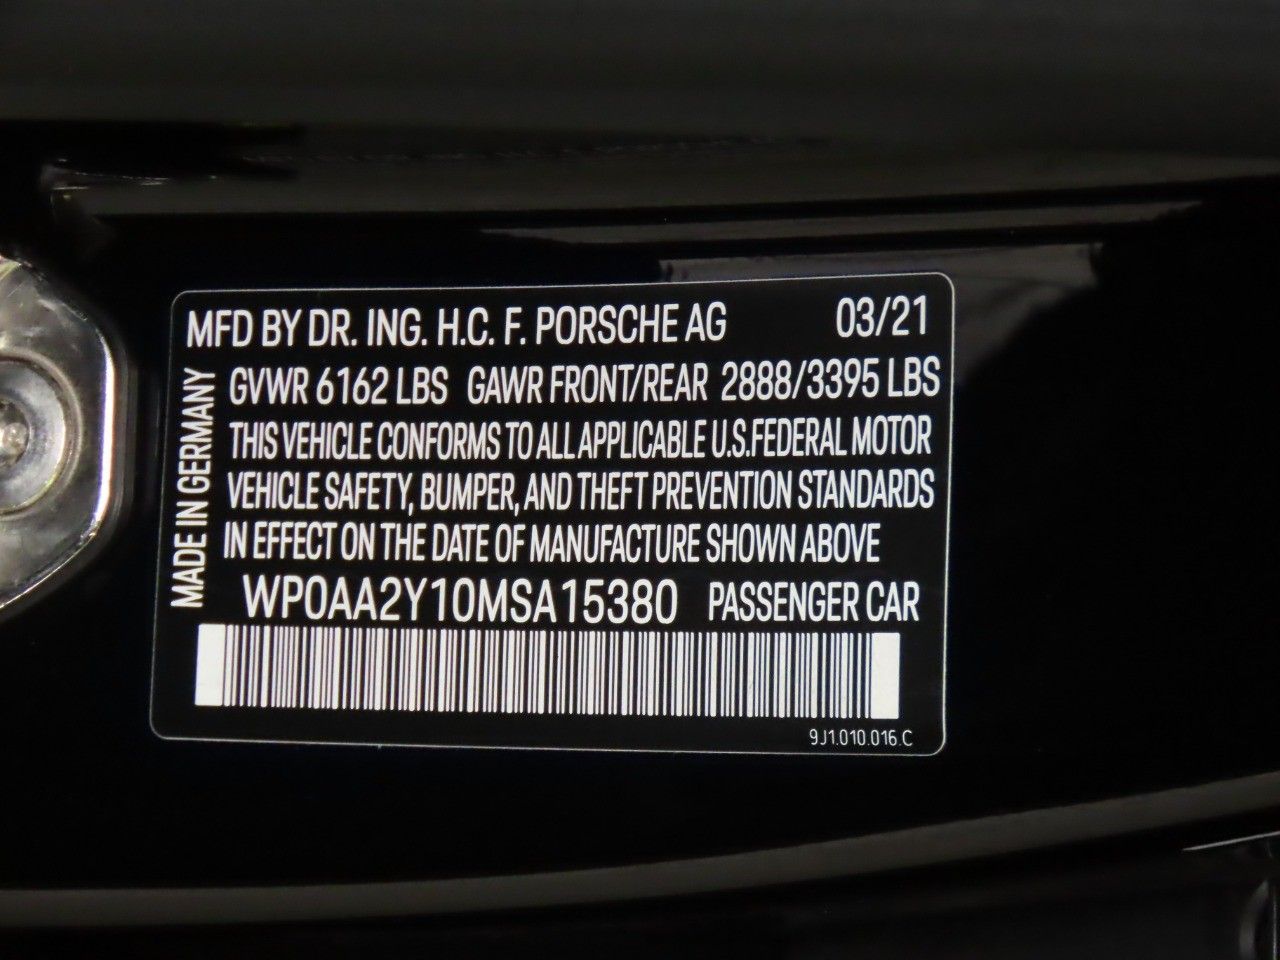 MFD BY DR. ING. H.C. F. PORSCHE AG 03/21
GVWR 6162 LBS GAWR FRONT/REAR 2888/3395 LBS
THIS VEHICLE CONFORMS TO ALL APPLICABLE U.S.FEDERAL MOTOR
VEHICLE SAFETY, BUMPER, AND THEFT PREVENTION STANDARDS
IN EFFECT ON THE DATE OF MANUFACTURE SHOWN ABOVE
WP0AA2Y10MSA15380 PASSENGER CAR
MADE IN GERMANY
9J1.010.016.C